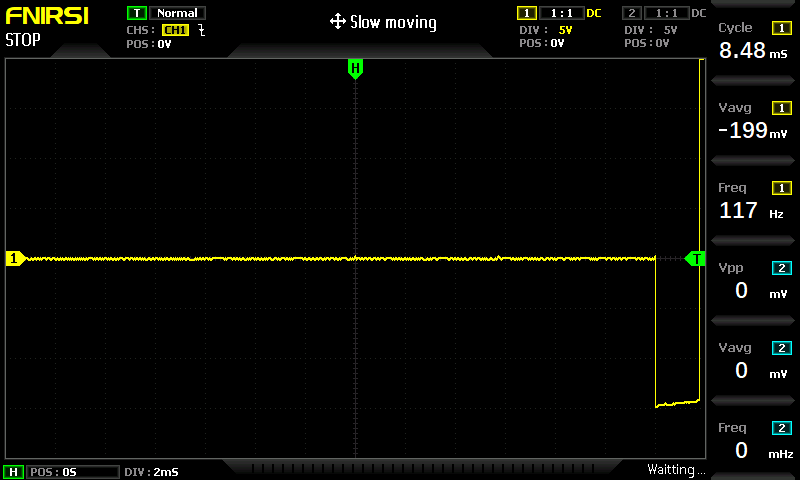 FNIRSI
STOP
T Normal
CHS: CH1
POS: 0V
Slow moving
1 1:1 DC
DIV: 5V
POS: 0V
2 1:1 DC
DIV: 5V
POS: 0V
H
1
T
Cycle 1
8.48 mS
Vavg 1
-199 mV
Freq 1
117 Hz
Vpp 2
0 mV
Vavg 2
0 mV
Freq 2
0 mHz
H POS: 0S DIV: 2mS
Waitting...